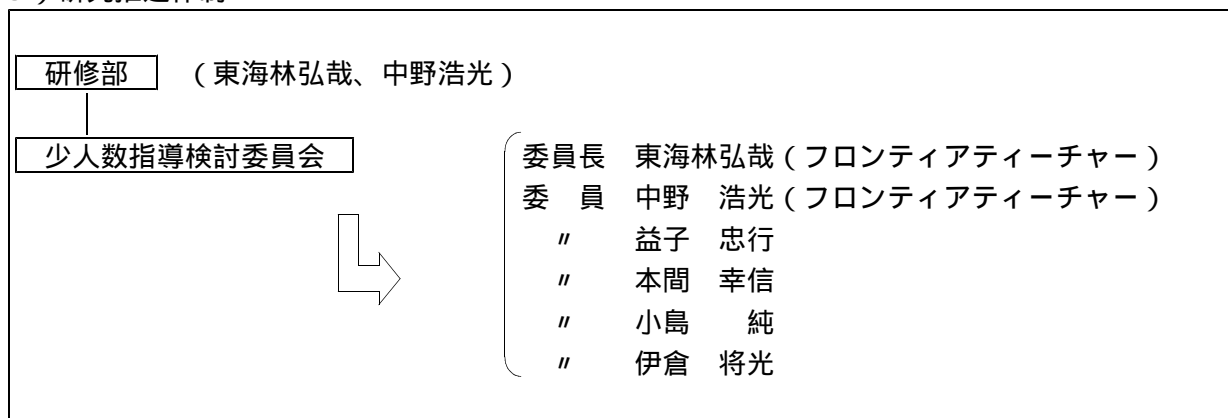 研修部 (東海林弘哉、中野浩光)
少人数指導検討委員会
委員長 東海林弘哉(フロンティアティーチャー)
委 員 中野 浩光(フロンティアティーチャー)
〃 益子 忠行
〃 本間 幸信
〃 小島 純
〃 伊倉 将光